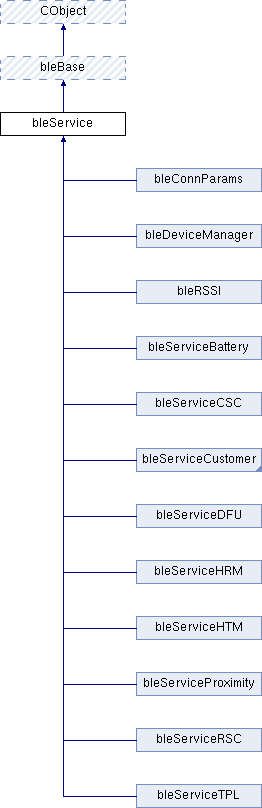 CObject
bleBase
bleService
bleConnParams
bleDeviceManager
bleRSSI
bleServiceBattery
bleServiceCSC
bleServiceCustomer
bleServiceDFU
bleServiceHRM
bleServiceHTM
bleServiceProximity
bleServiceRSC
bleServiceTPL